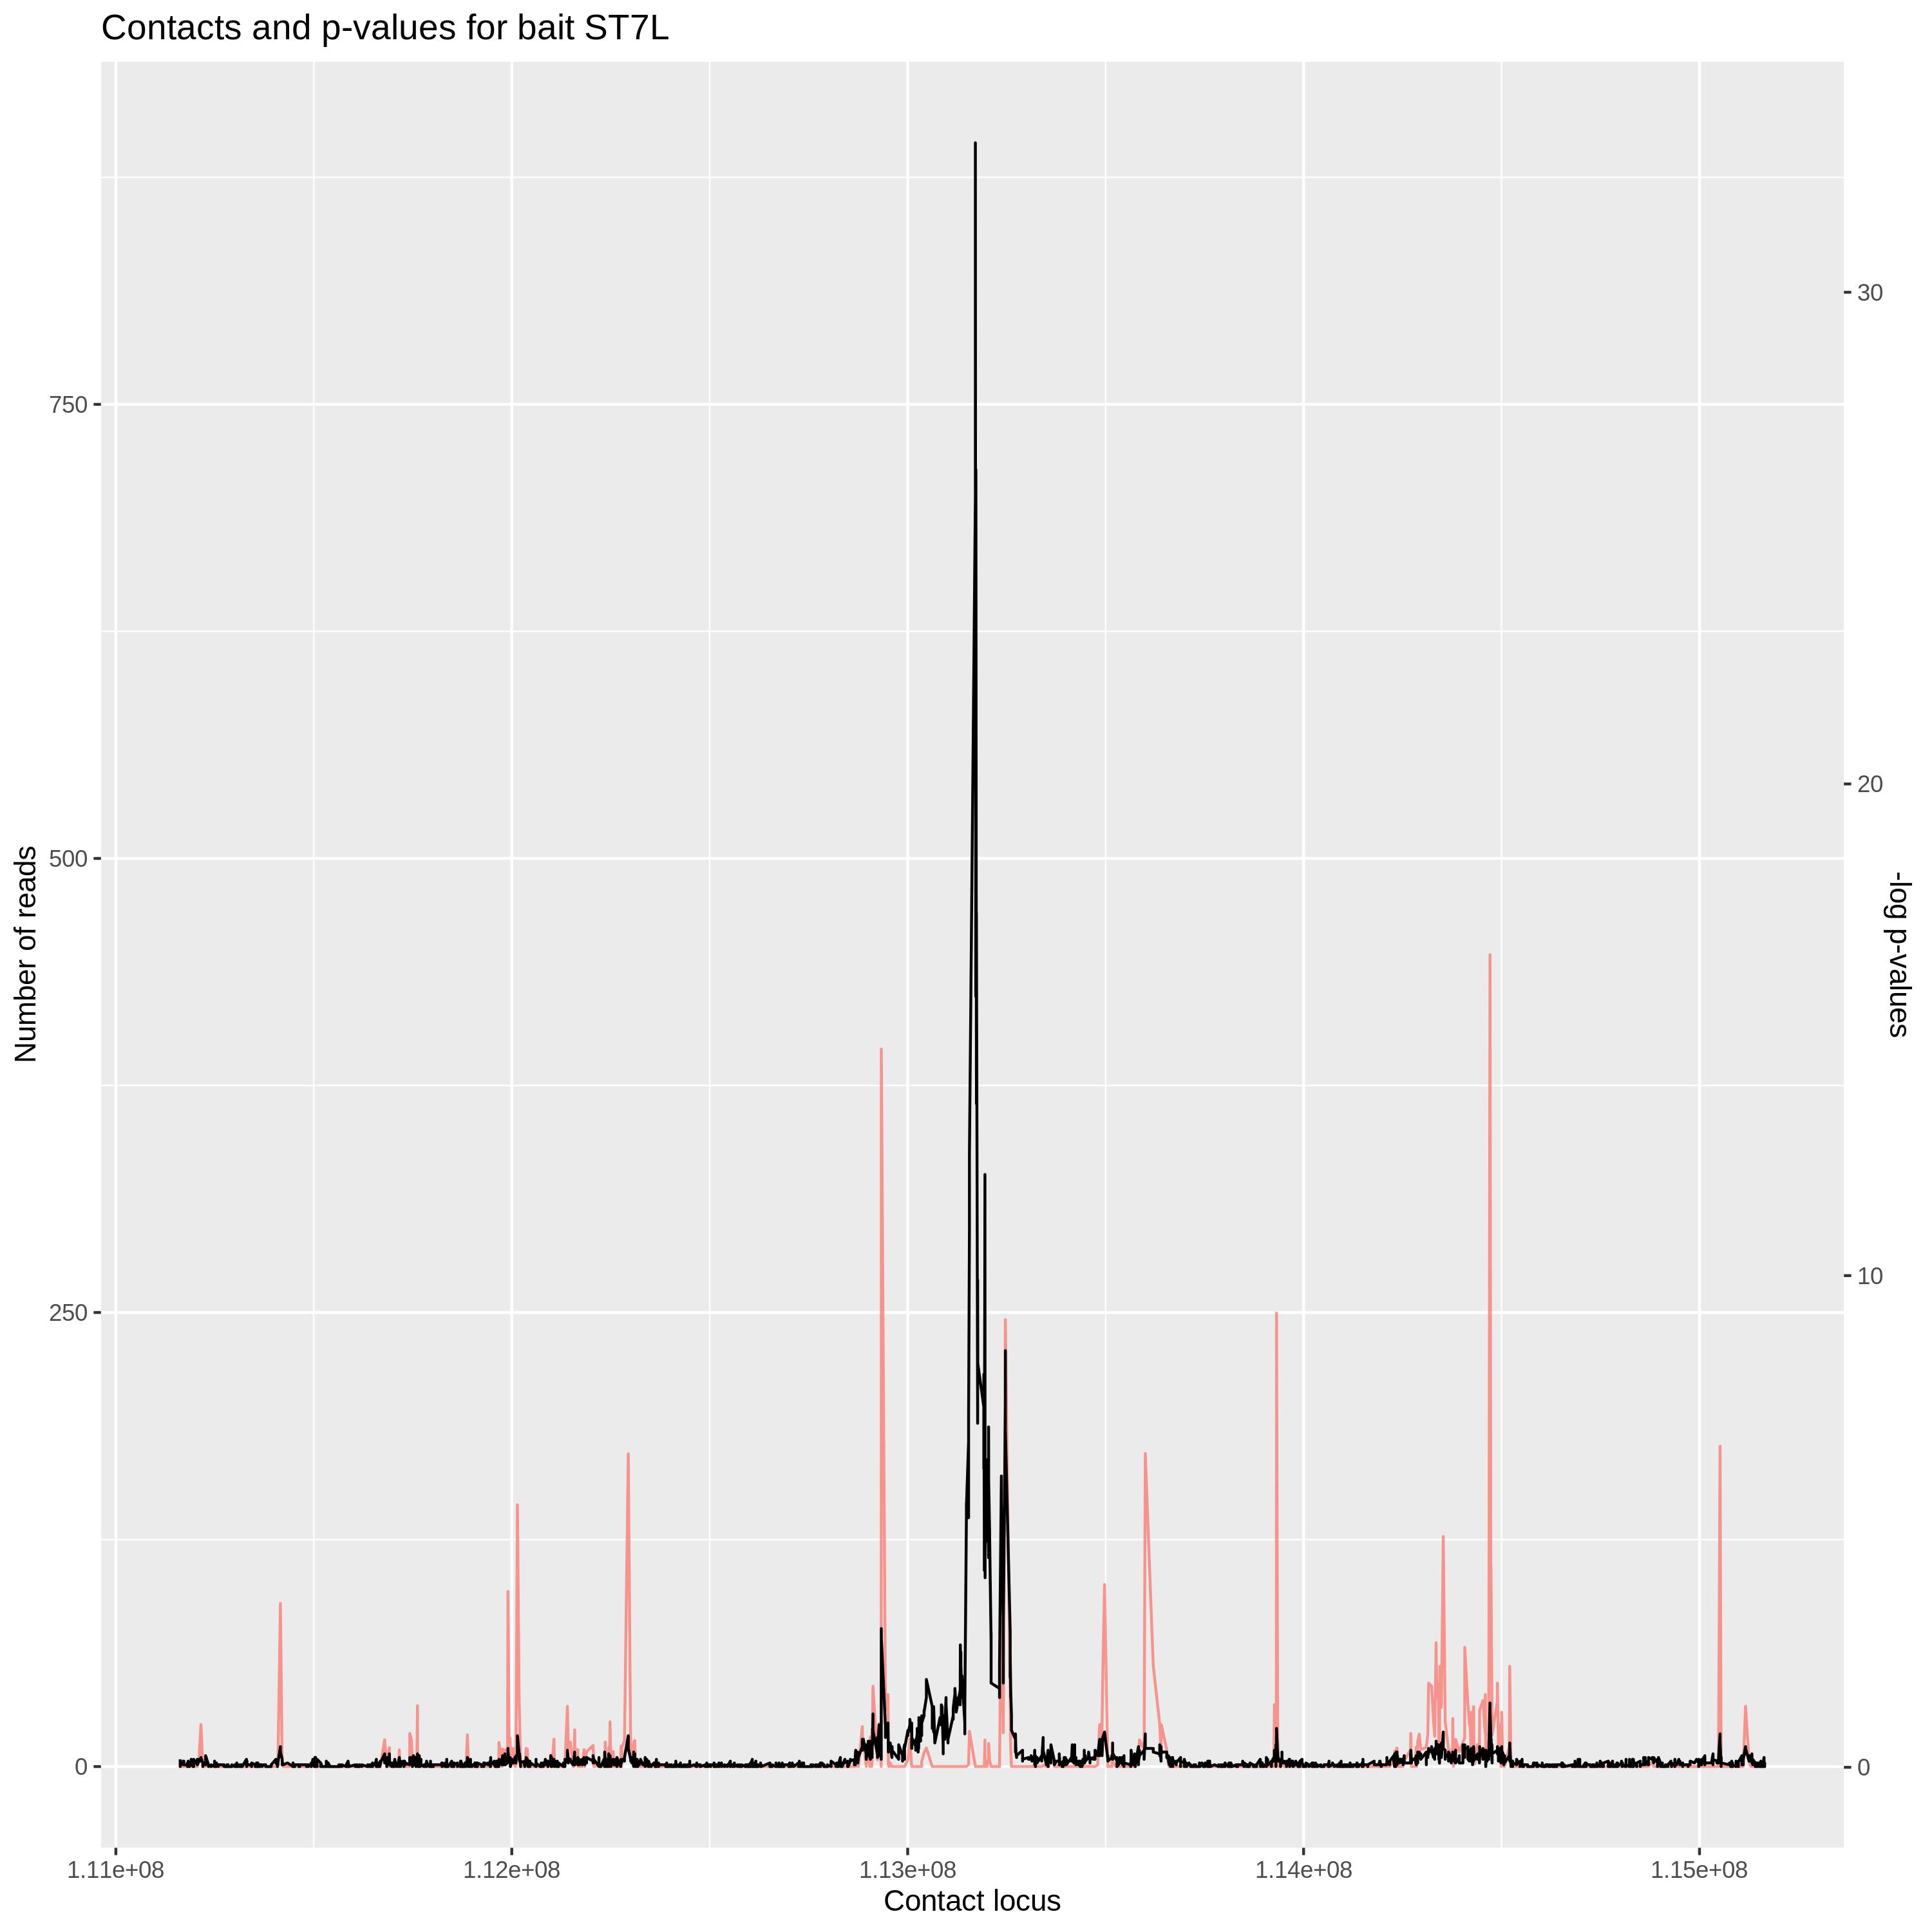 Contacts and p-values for bait ST7L
Number of reads
750
500
250
0
30
20
10
0
-log p-values
1.11e+08
1.12e+08
1.13e+08
1.14e+08
1.15e+08
Contact locus